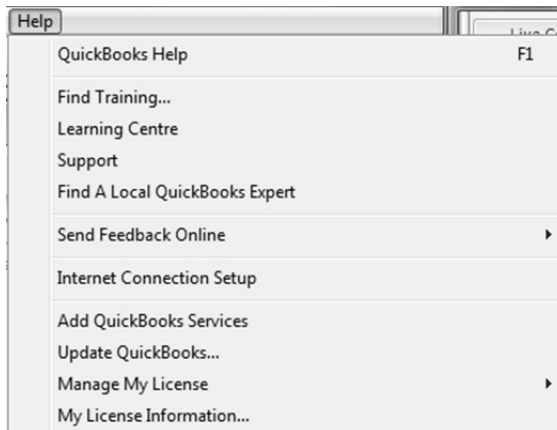 Help
QuickBooks Help F1
Find Training...
Learning Centre
Support
Find A Local QuickBooks Expert
Send Feedback Online
Internet Connection Setup
Add QuickBooks Services
Update QuickBooks...
Manage My License
My License Information...